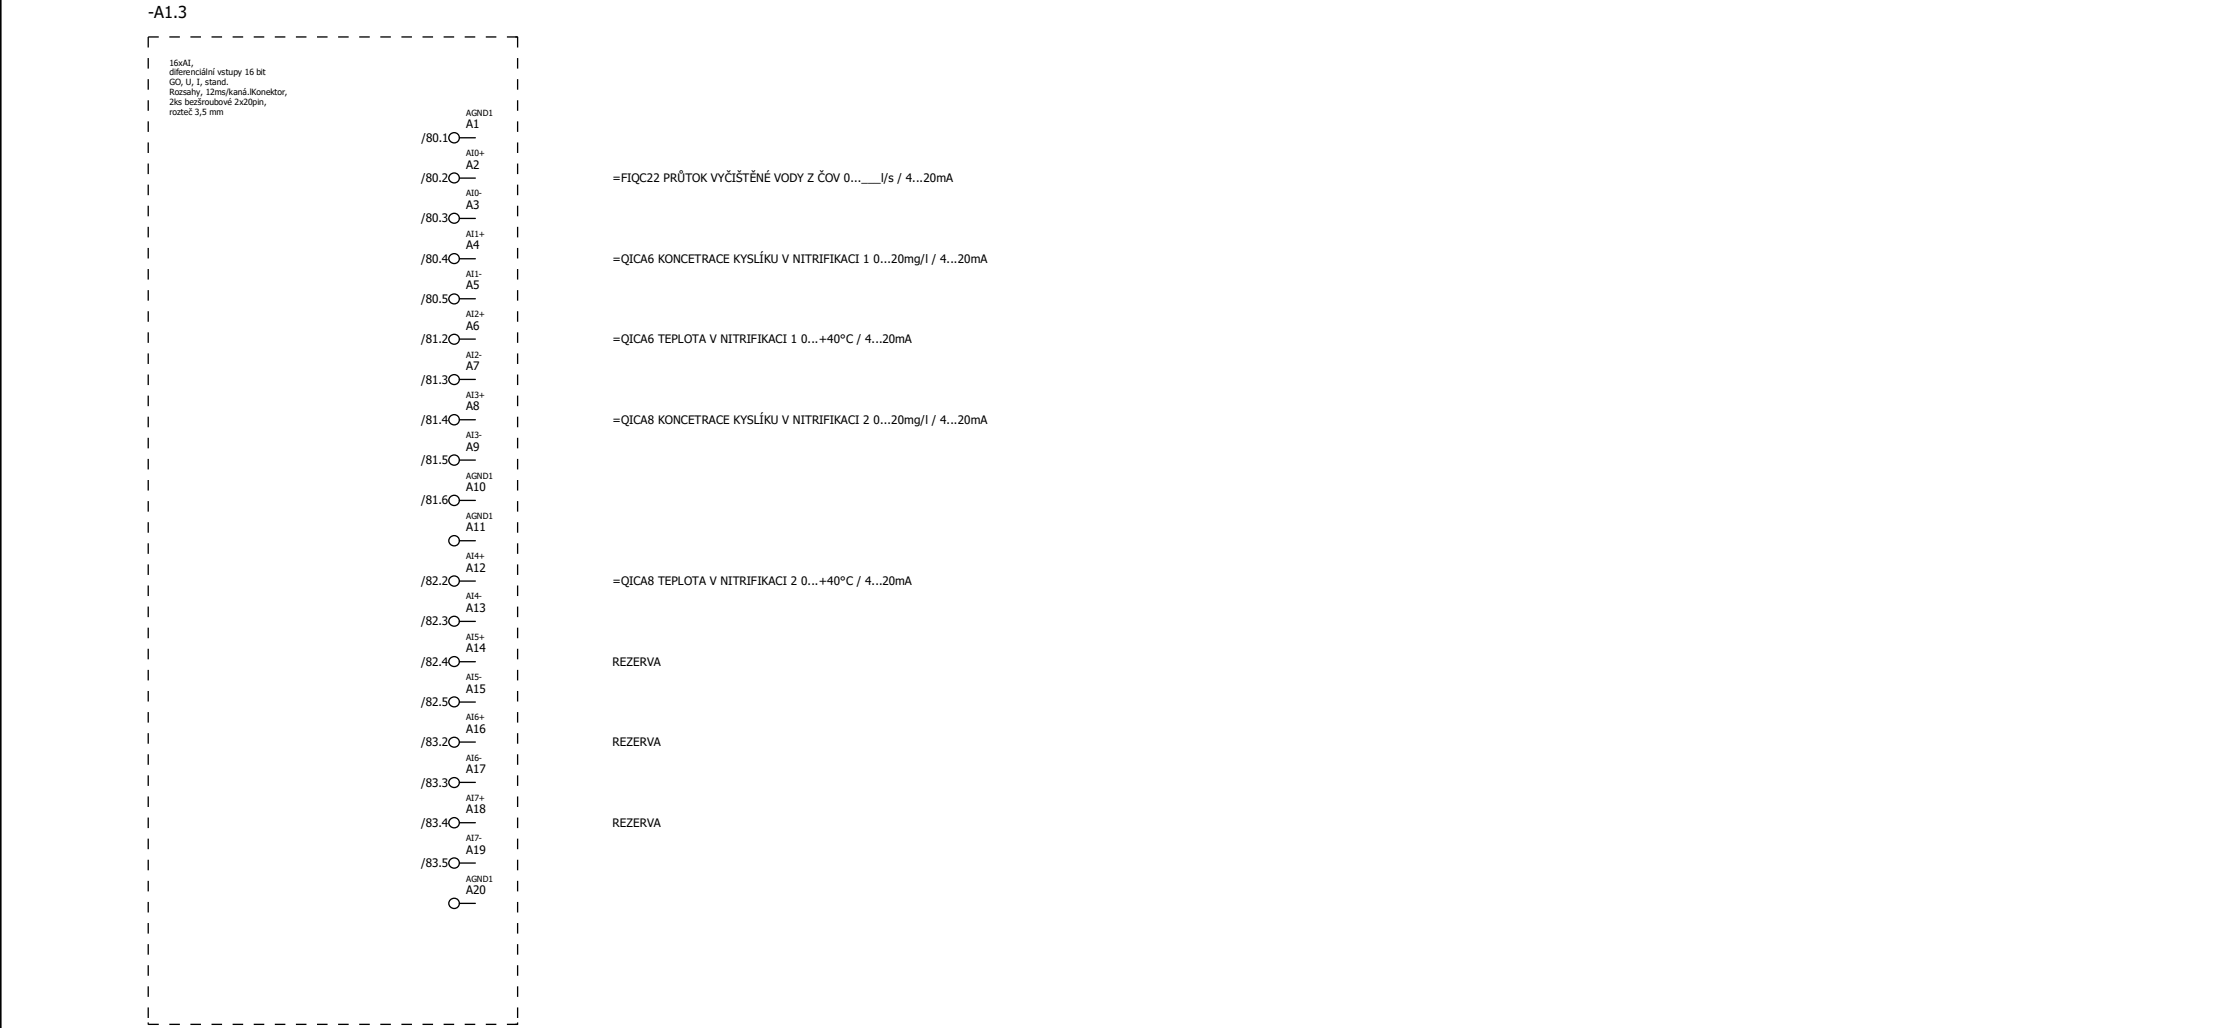 -A1.3
16xAI,
diferenciální vstupy 16 bit
GO, U, I, stand.
Rozsahy, 12ms/kaná.lKonektor,
2ks bezšroubové 2x20pin,
rozteč 3,5 mm
AGND1
A1
/80.1
AI0+
A2
/80.2 =FIQC22 PRŮTOK VYČIŠTĚNÉ VODY Z ČOV 0...___l/s / 4...20mA
AI0-
A3
/80.3
AI1+
A4
/80.4 =QICA6 KONCETRACE KYSLÍKU V NITRIFIKACI 1 0...20mg/l / 4...20mA
AI1-
A5
/80.5
AI2+
A6
/81.2 =QICA6 TEPLOTA V NITRIFIKACI 1 0...+40°C / 4...20mA
AI2-
A7
/81.3
AI3+
A8
/81.4 =QICA8 KONCETRACE KYSLÍKU V NITRIFIKACI 2 0...20mg/l / 4...20mA
AI3-
A9
/81.5
AGND1
A10
/81.6
AGND1
A11
AI4+
A12
/82.2 =QICA8 TEPLOTA V NITRIFIKACI 2 0...+40°C / 4...20mA
AI4-
A13
/82.3
AI5+
A14
/82.4 REZERVA
AI5-
A15
/82.5
AI6+
A16
/83.2 REZERVA
AI6-
A17
/83.3
AI7+
A18
/83.4 REZERVA
AI7-
A19
/83.5
AGND1
A20